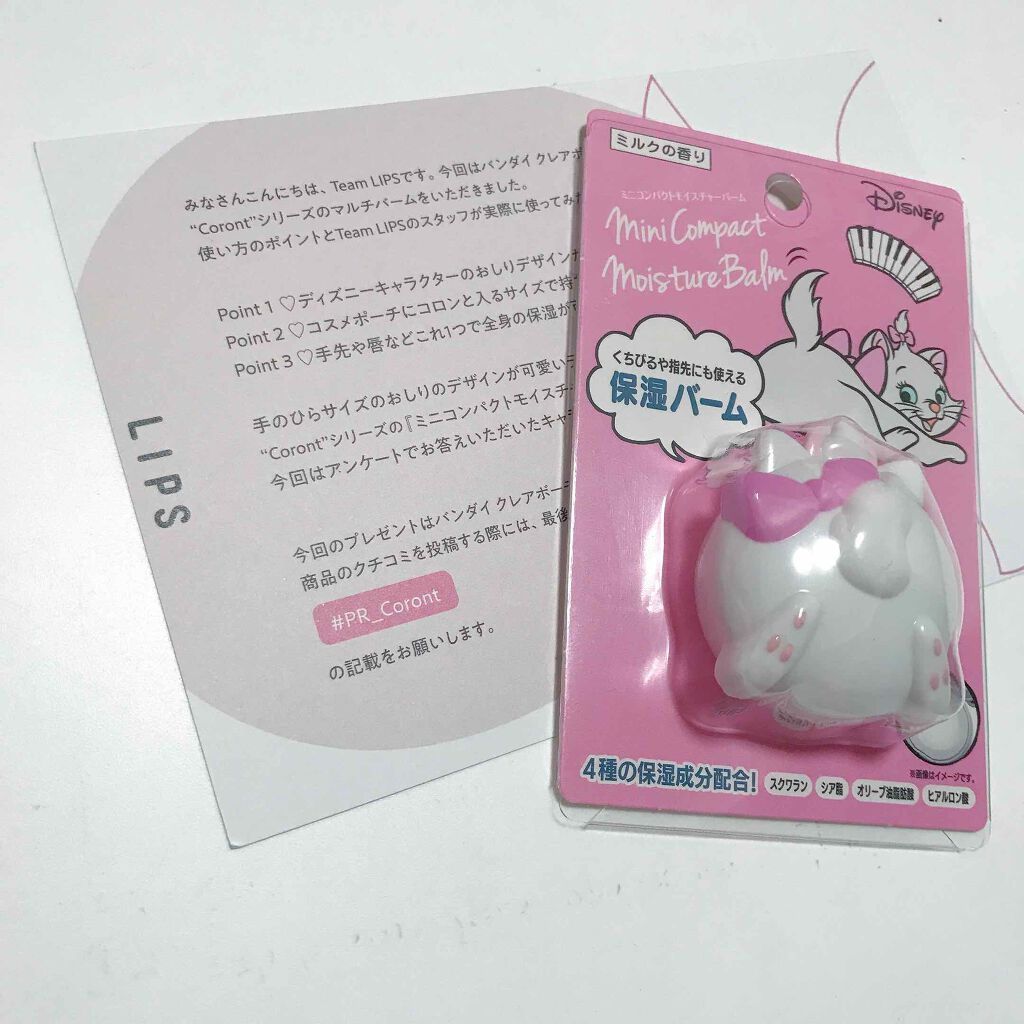 みなさんこんにちは、Team LIPSです。今回はバンダイ クレアボ
"Coront"シリーズのマルチバームをいただきました。
使い方のポイントとTeam LIPSのスタッフが実際に使ってみた
Point 1 ♡ディズニーキャラクターのおしりデザインが
Point 2 ♡コスメポーチにコロンと入るサイズで持
Point 3 ♡手先や唇などこれ1つで全身の保湿が
手のひらサイズのおしりのデザインが可愛い
"Coront"シリーズの『ミニコンパクトモイスチ
今回はアンケートでお答えいただいたキャラ
今回のプレゼントはバンダイ クレアボーテ
商品のクチコミを投稿する際には、最後
#PR_Coront
の記載をお願いします。
LIPS
ミルクの香り
ミニコンパクトモイスチャーバーム
Mini Compact
Moisture Balm
Disney
くちびるや指先にも使える
保湿バーム
※画像はイメージです。
4種の保湿成分配合! スクワラン シア脂 オリーブ油脂肪酸 ヒアルロン酸